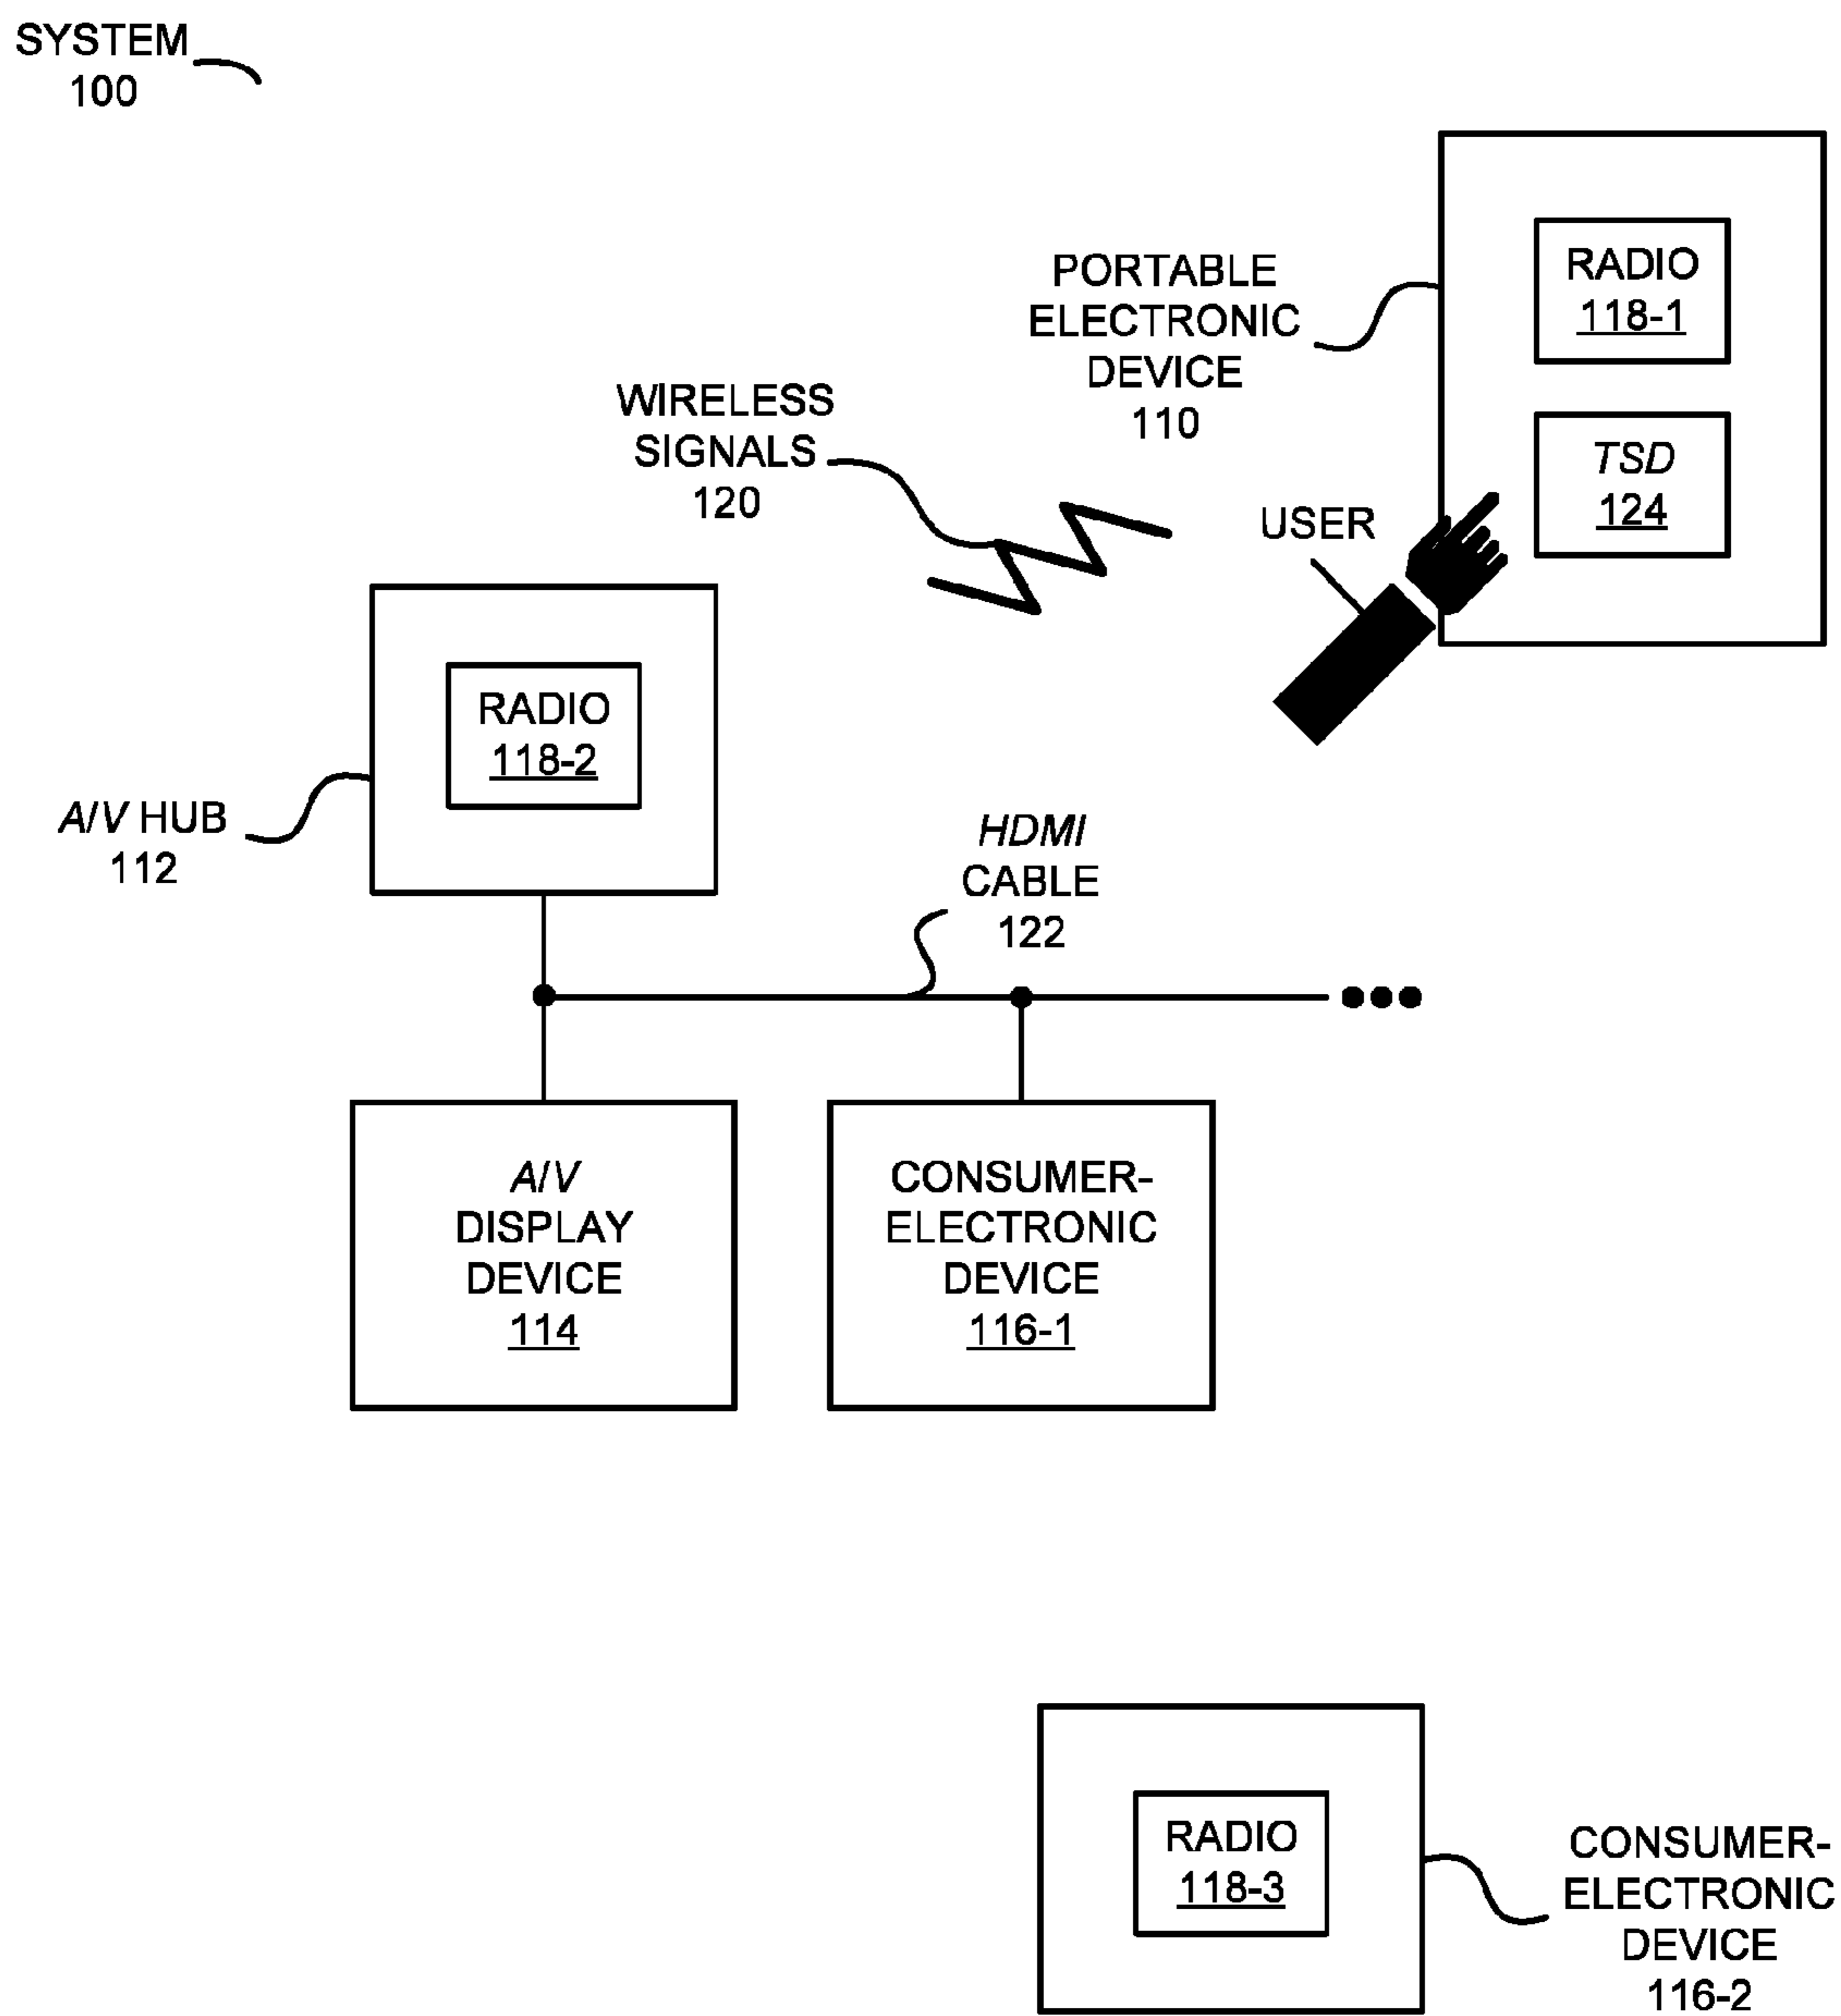 SYSTEM
100
PORTABLE
ELECTRONIC
DEVICE
110
RADIO
118-1
TSD
124
WIRELESS
SIGNALS
120
USER
RADIO
118-2
A/V HUB
112
HDMI
CABLE
122
A/V
DISPLAY
DEVICE
114
CONSUMER-
ELECTRONIC
DEVICE
116-1
RADIO
118-3
CONSUMER-
ELECTRONIC
DEVICE
116-2